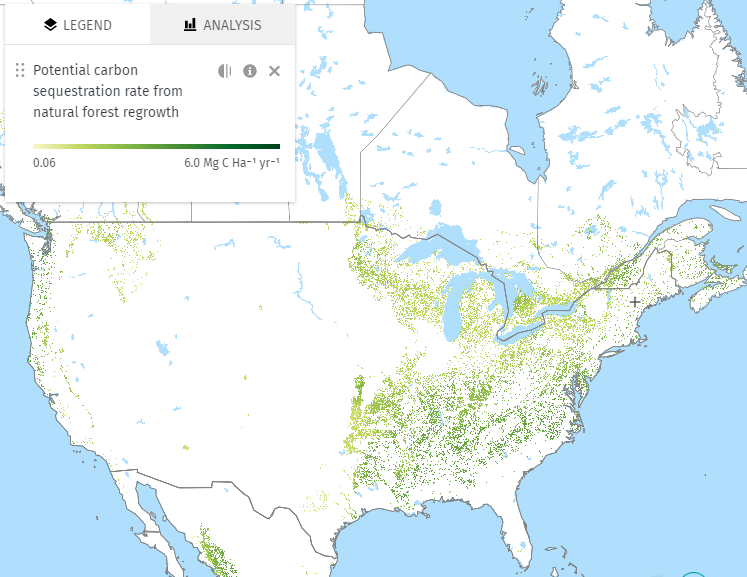 LEGEND
ANALYSIS
Potential carbon
sequestration rate from
natural forest regrowth
0.06
6.0 Mg C Ha⁻¹ yr⁻¹